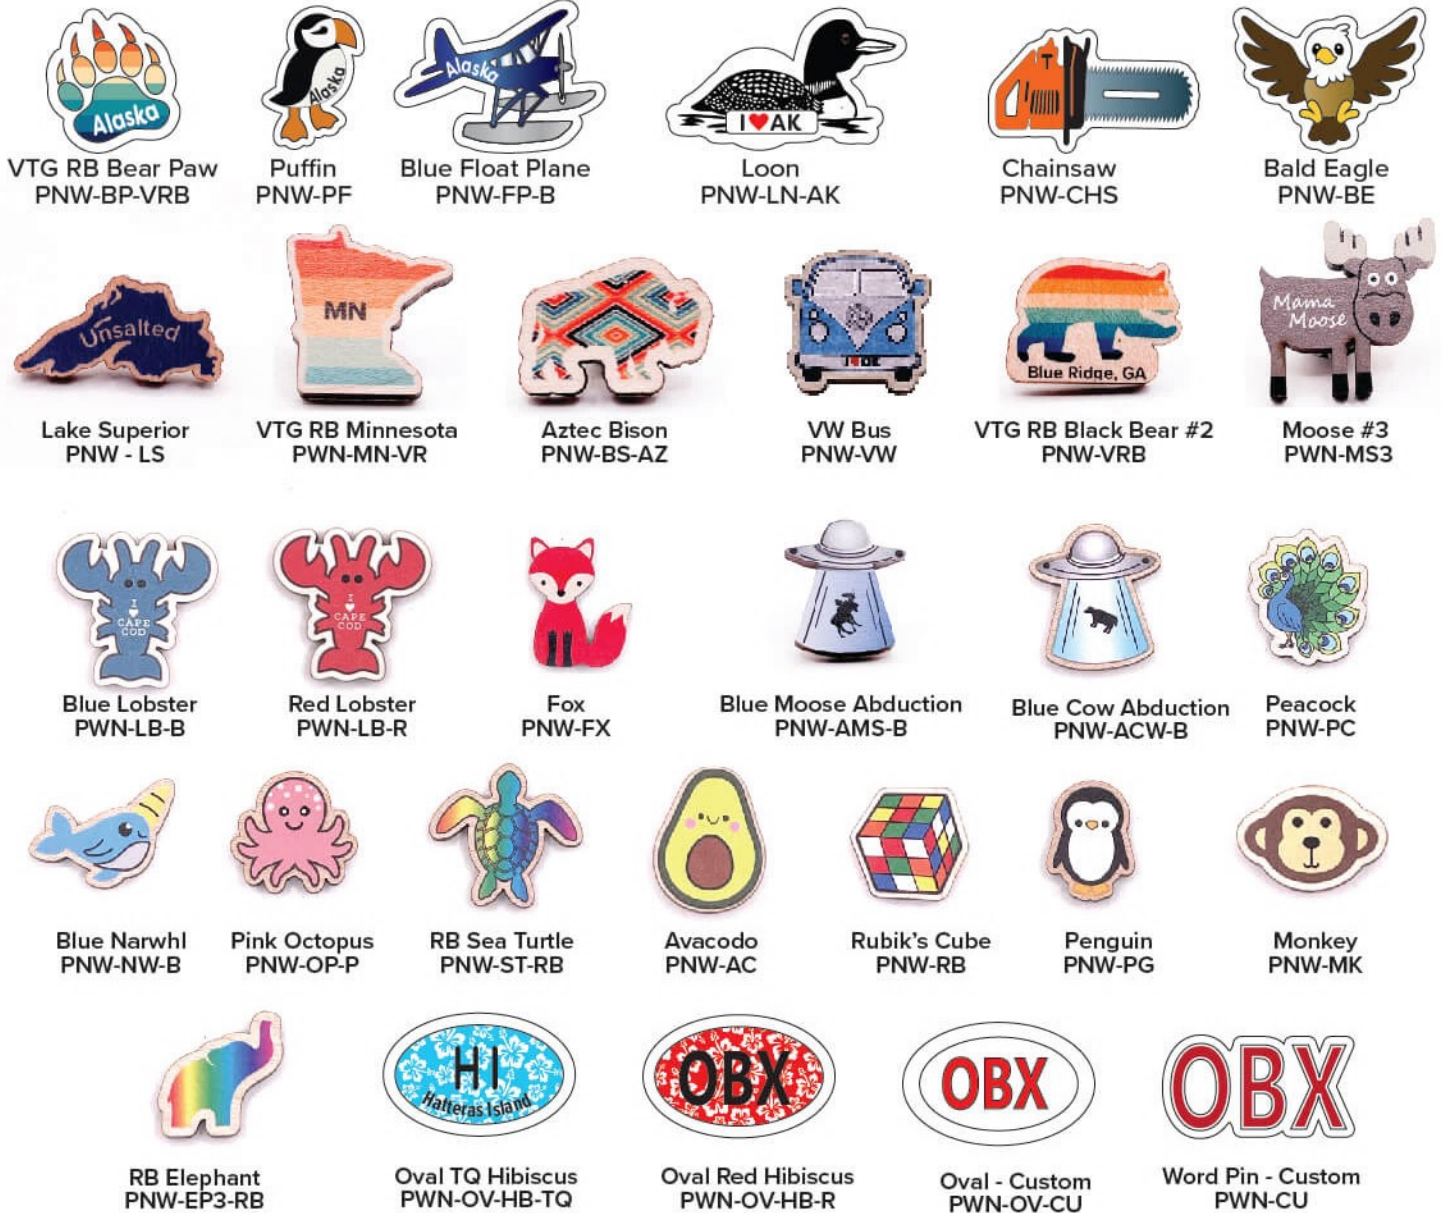 Alaska
Alaska
Alaska
I♥AK
VTG RB Bear Paw
PNW-BP-VRB
Puffin
PNW-PF
Blue Float Plane
PNW-FP-B
Loon
PNW-LN-AK
Chainsaw
PNW-CHS
Bald Eagle
PNW-BE
Unsalted
MN
Blue Ridge, GA
Mama
Moose
Lake Superior
PNW - LS
VTG RB Minnesota
PWN-MN-VR
Aztec Bison
PNW-BS-AZ
VW Bus
PNW-VW
VTG RB Black Bear #2
PNW-VRB
Moose #3
PWN-MS3
I
♥
CAPE
COD
I
♥
CAPE
COD
Blue Lobster
PWN-LB-B
Red Lobster
PWN-LB-R
Fox
PNW-FX
Blue Moose Abduction
PNW-AMS-B
Blue Cow Abduction
PNW-ACW-B
Peacock
PNW-PC
Blue Narwhl
PNW-NW-B
Pink Octopus
PNW-OP-P
RB Sea Turtle
PNW-ST-RB
Avacodo
PNW-AC
Rubik's Cube
PNW-RB
Penguin
PNW-PG
Monkey
PNW-MK
HI
Hatteras Island
OBX
OBX
OBX
RB Elephant
PNW-EP3-RB
Oval TQ Hibiscus
PWN-OV-HB-TQ
Oval Red Hibiscus
PWN-OV-HB-R
Oval - Custom
PWN-OV-CU
Word Pin - Custom
PWN-CU